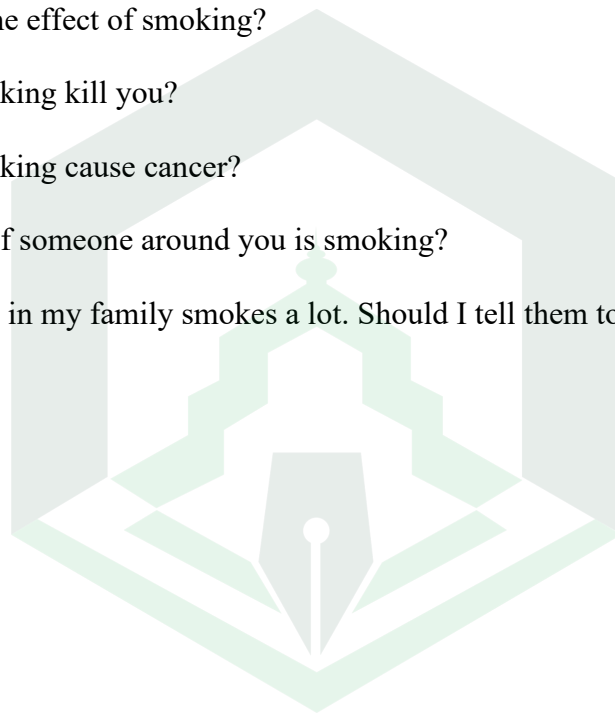 ne effect of smoking?
king kill you?
king cause cancer?
f someone around you is smoking?
in my family smokes a lot. Should I tell them to